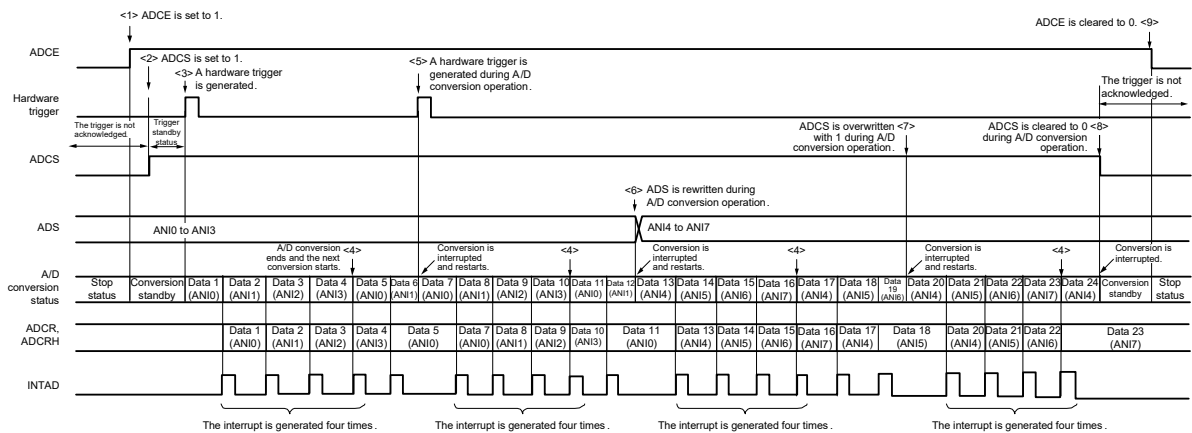 <1> ADCE is set to 1.
ADCE is cleared to 0. <9>
ADCE
<2> ADCS is set to 1.
<3> A hardware trigger
is generated.
<5> A hardware trigger is
generated during A/D
conversion operation.
The trigger is not
acknowledged.
Hardware
trigger
The trigger is not
acknowledged.
Trigger
standby
status
ADCS is overwritten <7>
with 1 during A/D
conversion operation.
ADCS is cleared to 0 <8>
during A/D conversion
operation.
ADCS
<6> ADS is rewritten during
A/D conversion operation.
ADS
ANI0 to ANI3
ANI4 to ANI7
A/D conversion <4>
ends and the next
conversion starts.
Conversion is
interrupted
and restarts.
<4>
Conversion is
interrupted
and restarts.
<4>
Conversion is
interrupted
and restarts.
<4>
Conversion is
interrupted.
A/D
conversion
status
Stop
status
Conversion
standby
Data 1
(ANI0)
Data 2
(ANI1)
Data 3
(ANI2)
Data 4
(ANI3)
Data 5
(ANI0)
Data 6
(ANI1)
Data 7
(ANI0)
Data 8
(ANI1)
Data 9
(ANI2)
Data 10
(ANI3)
Data 11
(ANI0)
Data 12
(ANI1)
Data 13
(ANI4)
Data 14
(ANI5)
Data 15
(ANI6)
Data 16
(ANI7)
Data 17
(ANI4)
Data 18
(ANI5)
Data
19
(ANI6)
Data 20
(ANI4)
Data 21
(ANI5)
Data 22
(ANI6)
Data 23
(ANI7)
Data 24
(ANI4)
Conversion
standby
Stop
status
ADCR,
ADCRH
Data 1
(ANI0)
Data 2
(ANI1)
Data 3
(ANI2)
Data 4
(ANI3)
Data 5
(ANI0)
Data 7
(ANI0)
Data 8
(ANI1)
Data 9
(ANI2)
Data 10
(ANI3)
Data 11
(ANI0)
Data 13
(ANI4)
Data 14
(ANI5)
Data 15
(ANI6)
Data 16
(ANI7)
Data 17
(ANI4)
Data 18
(ANI5)
Data 20
(ANI4)
Data 21
(ANI5)
Data 22
(ANI6)
Data 23
(ANI7)
INTAD
The interrupt is generated four times.
The interrupt is generated four times.
The interrupt is generated four times.
The interrupt is generated four times.